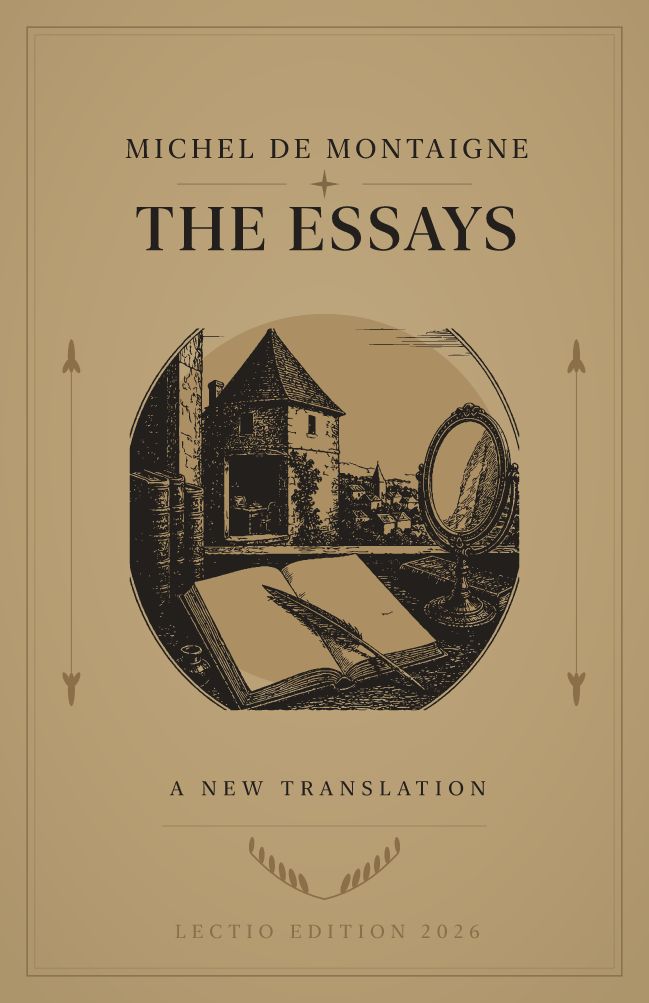 MICHEL DE MONTAIGNE
THE ESSAYS
A NEW TRANSLATION
LECTIO EDITION 2026